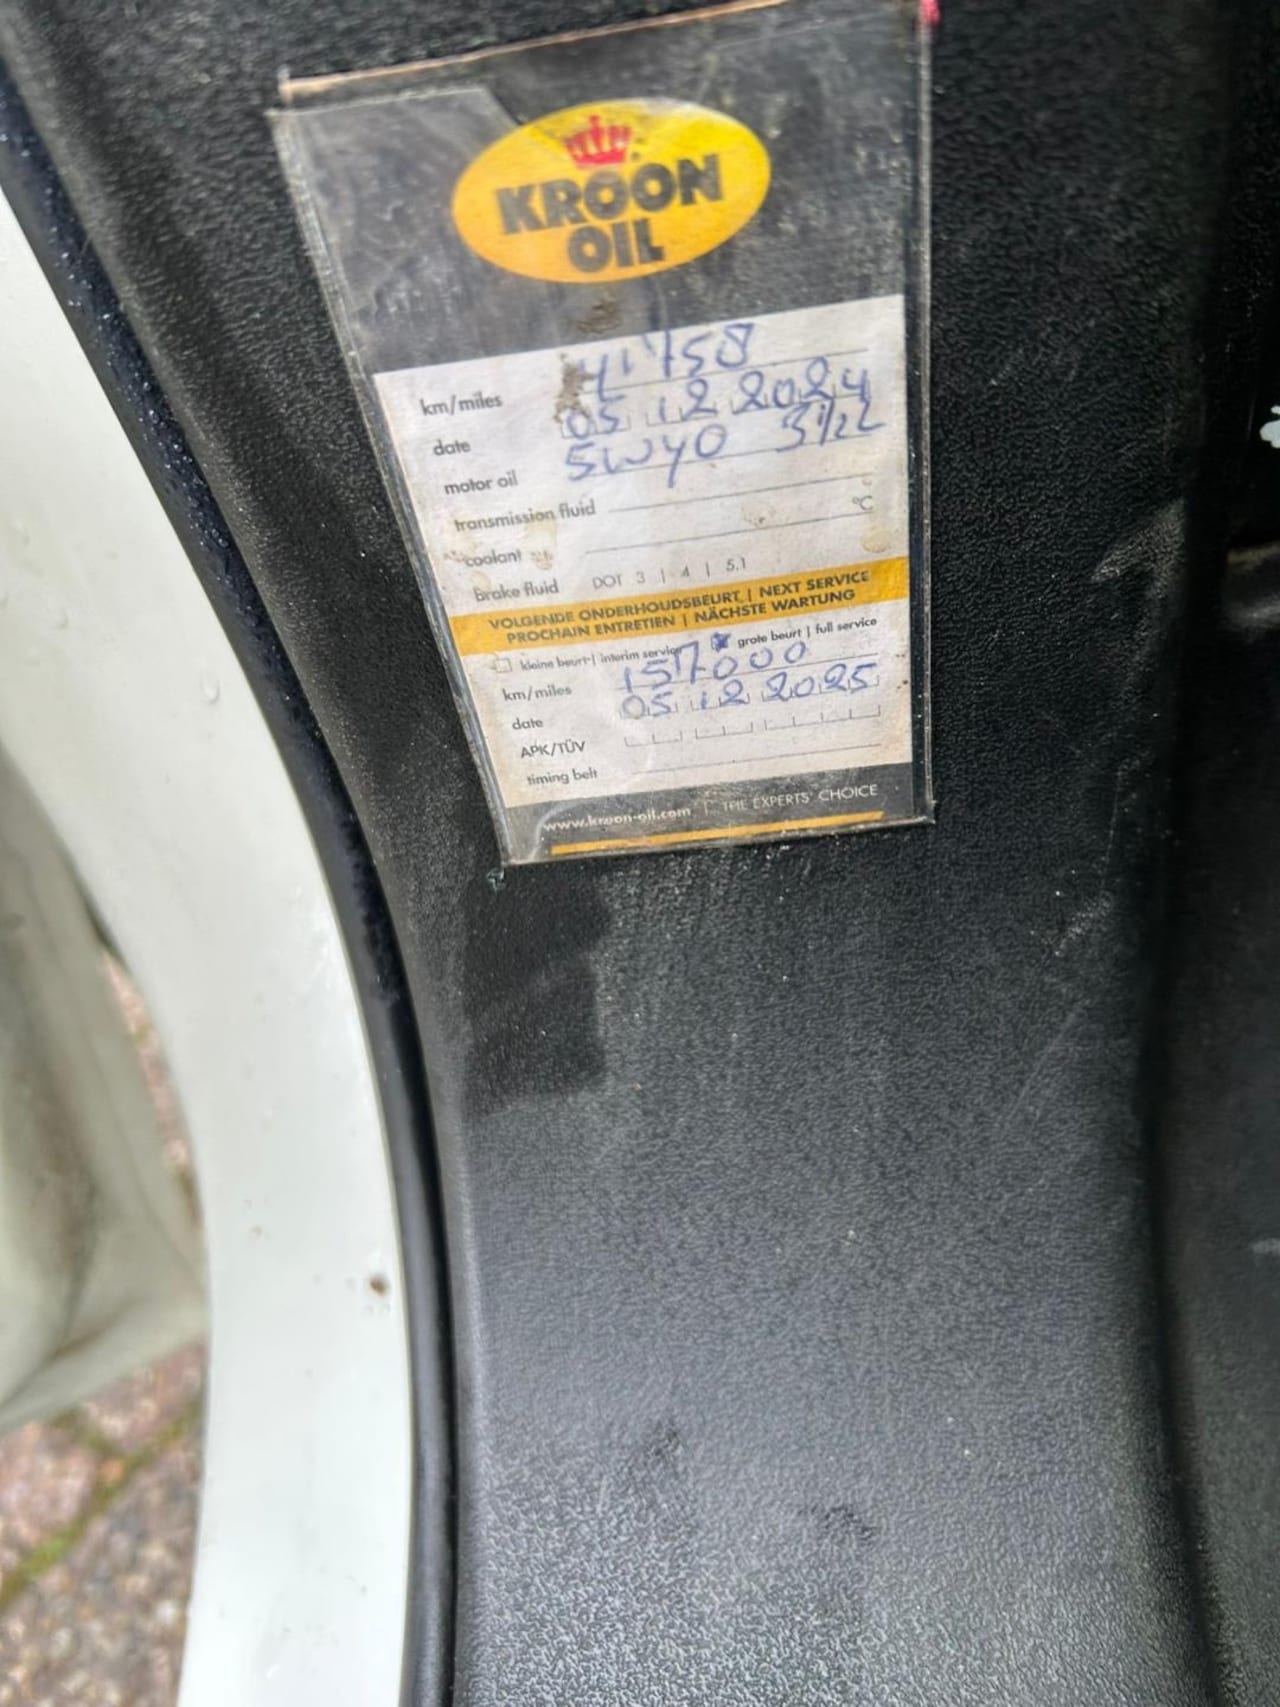 KROON
OIL
km/miles
date 05 12 2024
motor oil 5W40 3½ L
transmission fluid
coolant °C
Brake fluid DOT 3 | 4 | 5.1
VOLGENDE ONDERHOUDSBEURT | NEXT SERVICE
PROCHAIN ENTRETIEN | NÄCHSTE WARTUNG
kleine beurt | interim service grote beurt | full service
km/miles 157000
date 05 12 2025
APK/TÜV
timing belt
www.kroon-oil.com | THE EXPERTS' CHOICE